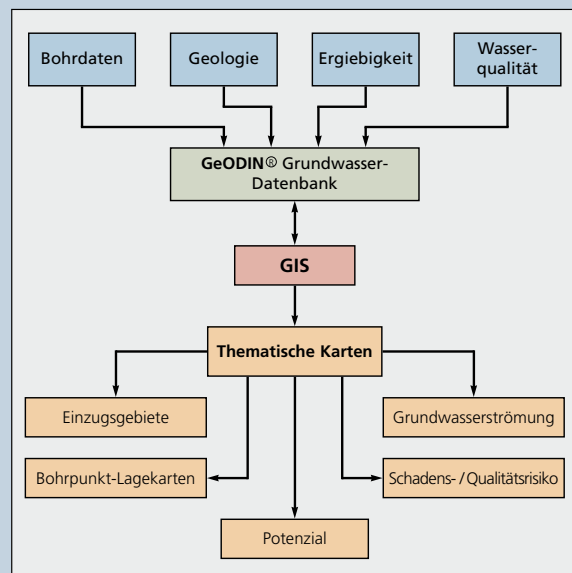 Bohrdaten
Geologie
Ergiebigkeit
Wasser-
qualität
GeODIN® Grundwasser-
Datenbank
GIS
Thematische Karten
Einzugsgebiete
Grundwasserströmung
Bohrpunkt-Lagekarten
Schadens- / Qualitätsrisiko
Potenzial